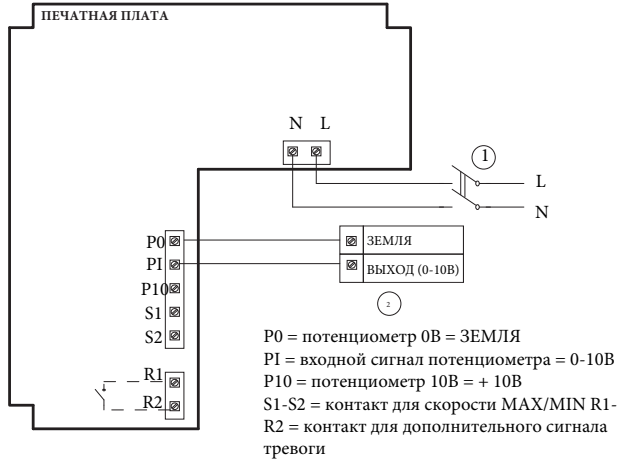 ПЕЧАТНАЯ ПЛАТА
N L
1
L
N
P0
ЗЕМЛЯ
PI
ВЫХОД (0-10В)
P10
2
S1
S2
R1
R2
P0 = потенциометр 0В = ЗЕМЛЯ
PI = входной сигнал потенциометра = 0-10В
P10 = потенциометр 10В = + 10В
S1-S2 = контакт для скорости MAX/MIN R1-
R2 = контакт для дополнительного сигнала
тревоги